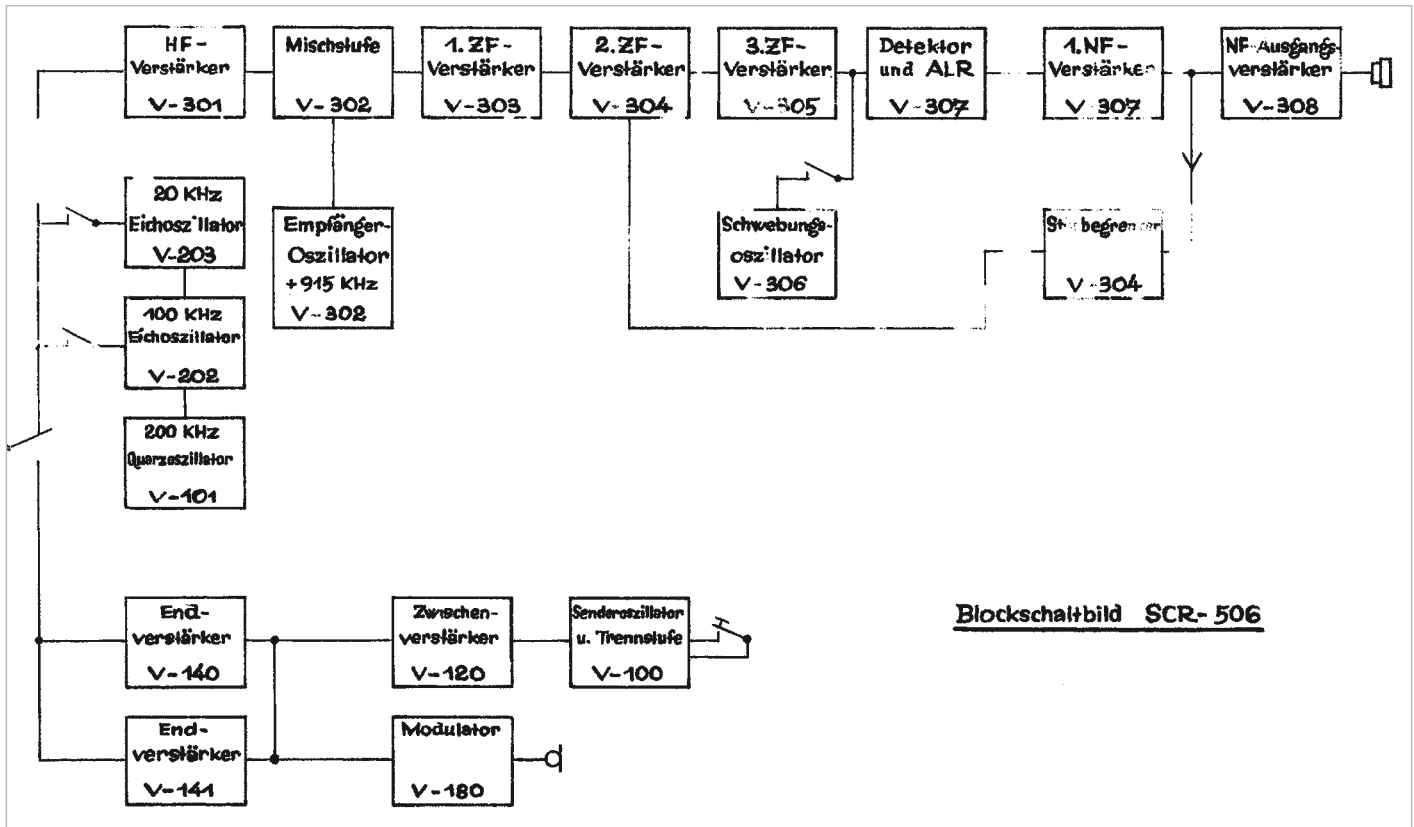 HF-
Verstärker
V-301
Mischstufe
V-302
1.ZF-
Verstärker
V-303
2.ZF-
Verstärker
V-304
3.ZF-
Verstärker
V-305
Detektor
und ALR
V-307
1.NF-
Verstärker
V-307
NF-Ausgangs-
verstärker
V-308
20 KHz
Eichoszillator
V-203
Empfänger-
Oszillator
+915 KHz
V-302
Schwebungs-
oszillator
V-306
V-304
100 KHz
Eichoszillator
V-202
200 KHz
Quarzoszillator
V-101
End-
verstärker
V-140
Zwischen-
verstärker
V-120
Senderoszillator
u. Trennstufe
V-100
Blockschaltbild SCR-506
End-
verstärker
V-141
Modulator
V-180